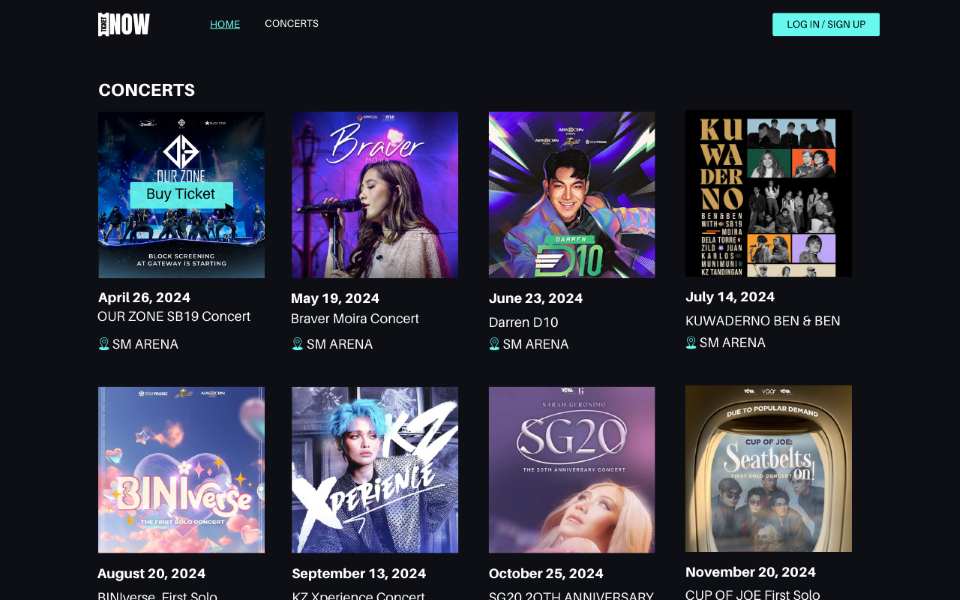 TICKET NOW
HOME
CONCERTS
LOG IN / SIGN UP
CONCERTS
OUR ZONE
Buy Ticket
BLOCK SCREENING
AT GATEWAY IS STARTING
April 26, 2024
OUR ZONE SB19 Concert
SM ARENA
Braver
MOIRA
May 19, 2024
Braver Moira Concert
SM ARENA
ABS-CBN
DARREN
D10
June 23, 2024
Darren D10
SM ARENA
KU
WA
DER
NO
BEN&BEN
WITH SB19
MOIRA
DELA TORRE
ZILD JUAN
KARLOS
MUNIMUNI
KZ TANDINGAN
July 14, 2024
KUWADERNO BEN & BEN
SM ARENA
BINIverse
THE FIRST SOLO CONCERT
August 20, 2024
BINIverse First Solo
KZ
XPERIENCE
September 13, 2024
KZ Xperience Concert
SARAH GERONIMO
SG20
THE 20TH ANNIVERSARY CONCERT
October 25, 2024
SG20 20TH ANNIVERSARY
DUE TO POPULAR DEMAND
CUP OF JOE:
Seatbelts
on!
FIRST SOLO CONCERT
November 20, 2024
CUP OF JOE First Solo